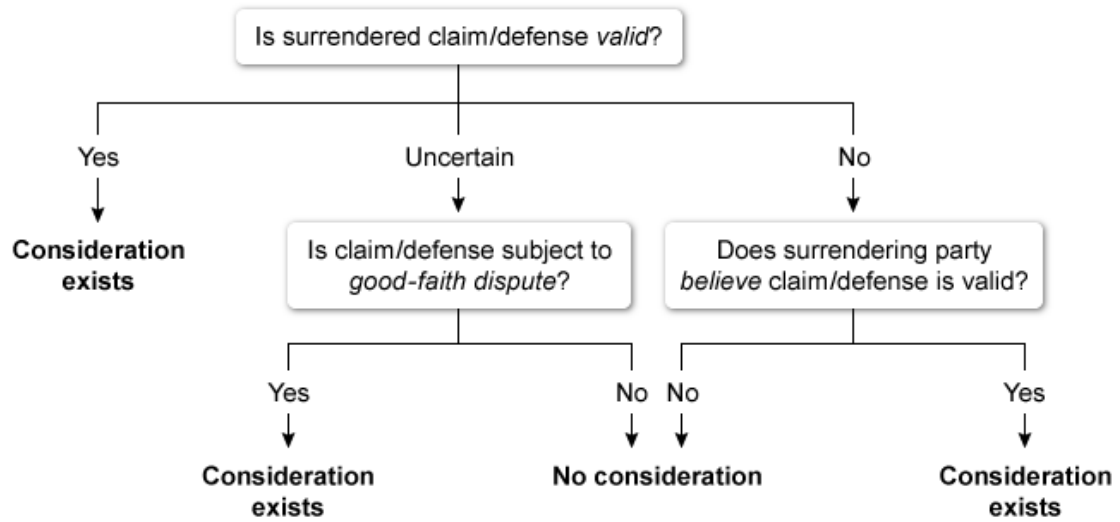 Is surrendered claim/defense valid?
Yes
Uncertain
No
Consideration
exists
Is claim/defense subject to
good-faith dispute?
Does surrendering party
believe claim/defense is valid?
Yes
No
No
Yes
Consideration
exists
No consideration
Consideration
exists